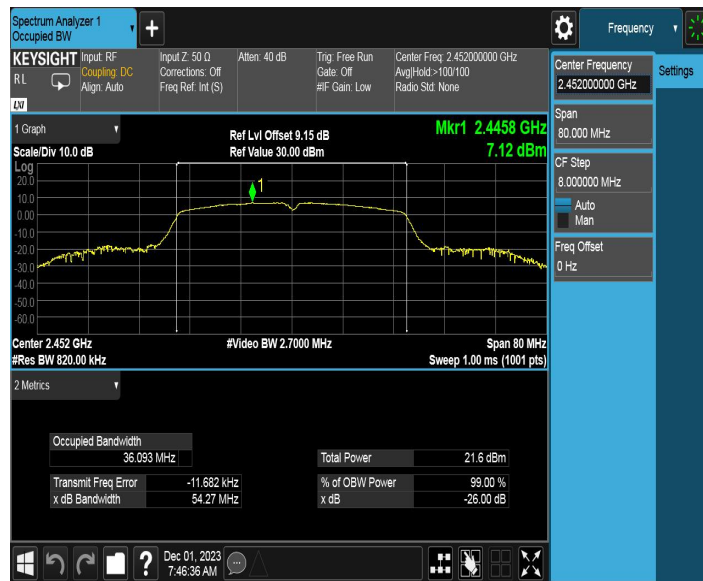 Spectrum Analyzer 1
Occupied BW
+
Frequency
KEYSIGHT
RL
LXI
Input: RF
Coupling: DC
Align: Auto
Input Z: 50 Ω
Corrections: Off
Freq Ref: Int (S)
Atten: 40 dB
Trig: Free Run
Gate: Off
#IF Gain: Low
Center Freq: 2.452000000 GHz
Avg|Hold:>100/100
Radio Std: None
Center Frequency
2.452000000 GHz
Settings
Span
80.000 MHz
CF Step
8.000000 MHz
Auto
Man
Freq Offset
0 Hz
1 Graph
Scale/Div 10.0 dB
Ref Lvl Offset 9.15 dB
Ref Value 30.00 dBm
Mkr1 2.4458 GHz
7.12 dBm
Log
20.0
10.0
0.00
-10.0
-20.0
-30.0
-40.0
-50.0
-60.0
1
Center 2.452 GHz
#Res BW 820.00 kHz
#Video BW 2.7000 MHz
Span 80 MHz
Sweep 1.00 ms (1001 pts)
2 Metrics
Occupied Bandwidth
36.093 MHz
Transmit Freq Error -11.682 kHz
x dB Bandwidth 54.27 MHz
Total Power 21.6 dBm
% of OBW Power 99.00 %
x dB -26.00 dB
?
Dec 01, 2023
7:46:36 AM